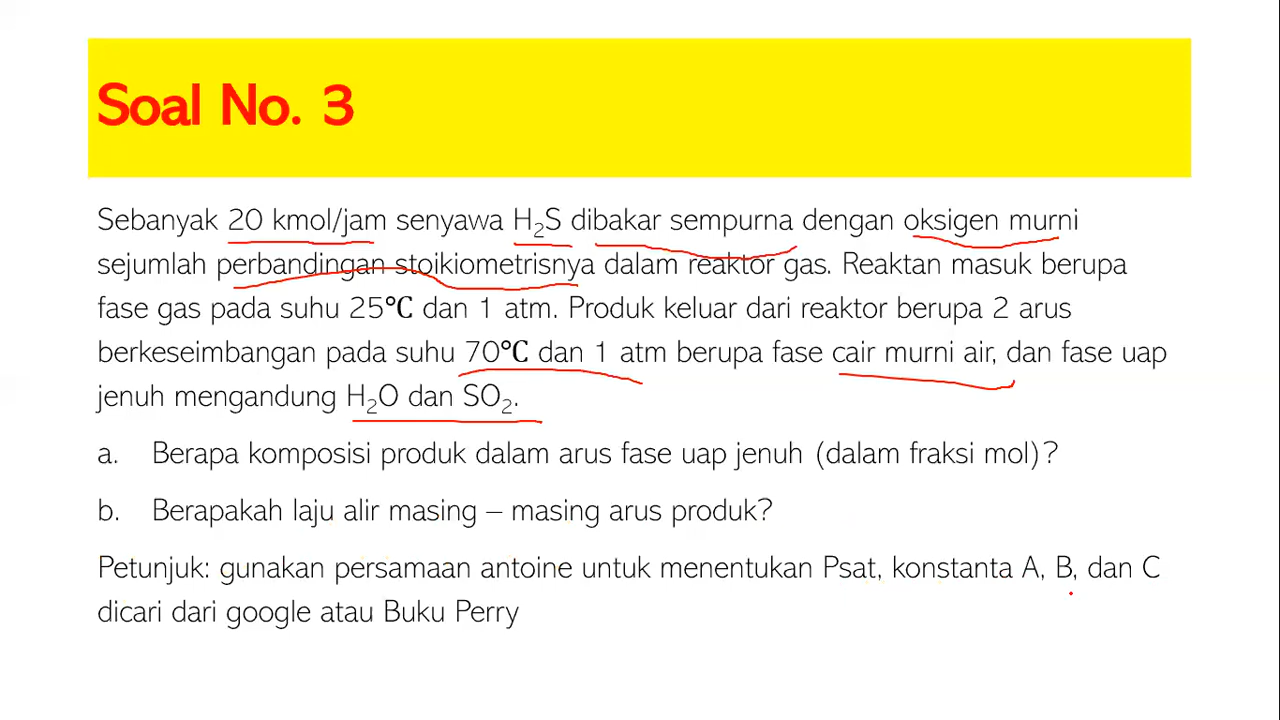 Soal No. 3
Sebanyak 20 kmol/jam senyawa H₂S dibakar sempurna dengan oksigen murni
sejumlah perbandingan stoikiometrisnya dalam reaktor gas. Reaktan masuk berupa
fase gas pada suhu 25℃ dan 1 atm. Produk keluar dari reaktor berupa 2 arus
berkeseimbangan pada suhu 70℃ dan 1 atm berupa fase cair murni air, dan fase uap
jenuh mengandung H₂O dan SO₂.
a. Berapa komposisi produk dalam arus fase uap jenuh (dalam fraksi mol)?
b. Berapakah laju alir masing – masing arus produk?
Petunjuk: gunakan persamaan antoine untuk menentukan Psat, konstanta A, B, dan C
dicari dari google atau Buku Perry